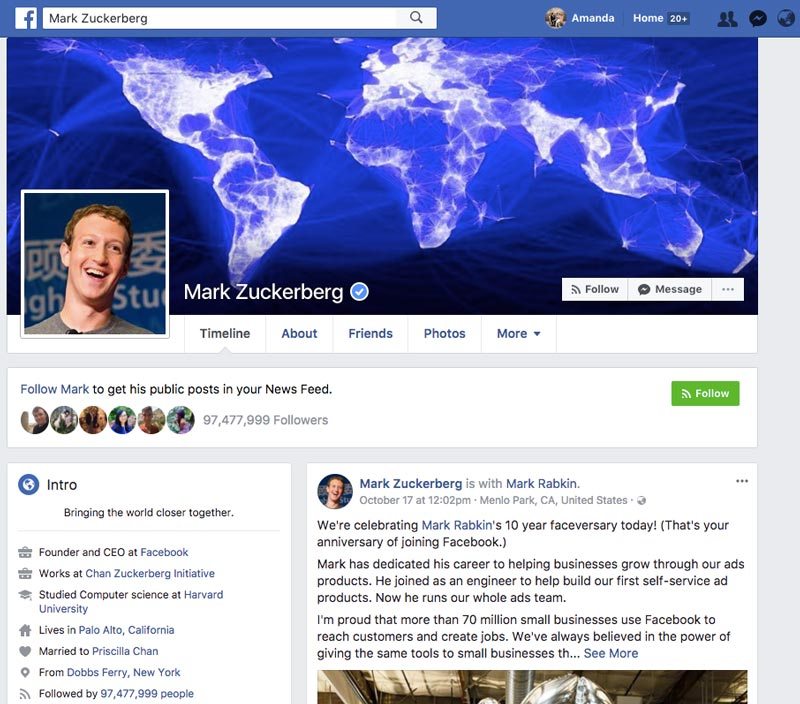 f
Mark Zuckerberg
Amanda
Home 20+
Mark Zuckerberg
Follow
Message
Timeline
About
Friends
Photos
More
Follow Mark to get his public posts in your News Feed.
Follow
97,477,999 Followers
Intro
Bringing the world closer together.
Founder and CEO at Facebook
Works at Chan Zuckerberg Initiative
Studied Computer science at Harvard
University
Lives in Palo Alto, California
Married to Priscilla Chan
From Dobbs Ferry, New York
Followed by 97,477,999 people
Mark Zuckerberg is with Mark Rabkin.
October 17 at 12:02pm · Menlo Park, CA, United States ·
We're celebrating Mark Rabkin's 10 year faceversary today! (That's your
anniversary of joining Facebook.)
Mark has dedicated his career to helping businesses grow through our ads
products. He joined as an engineer to help build our first self-service ad
products. Now he runs our whole ads team.
I'm proud that more than 70 million small businesses use Facebook to
reach customers and create jobs. We've always believed in the power of
giving the same tools to small businesses th... See More